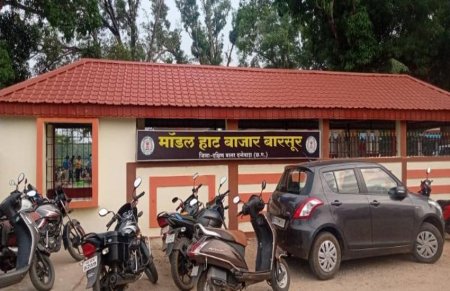 मॉडल हाट बाजार बारसूर
जिला-दक्षिण बस्तर दन्तेवाड़ा (छ.ग.)